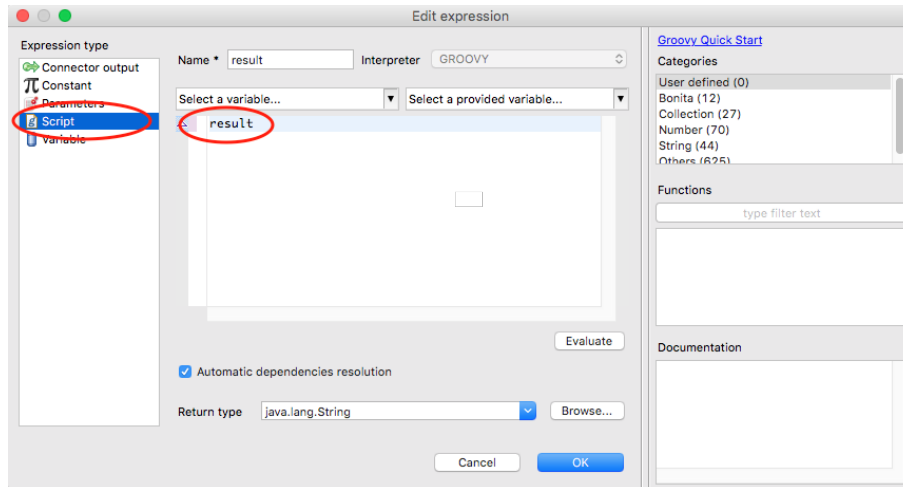 Edit expression
Expression type
Connector output
Constant
Parameters
Script
Variable
Name * result Interpreter GROOVY
Select a variable... Select a provided variable...
result
Evaluate
Automatic dependencies resolution
Return type java.lang.String Browse...
Cancel OK
Groovy Quick Start
Categories
User defined (0)
Bonita (12)
Collection (27)
Number (70)
String (44)
Others (625)
Functions
type filter text
Documentation